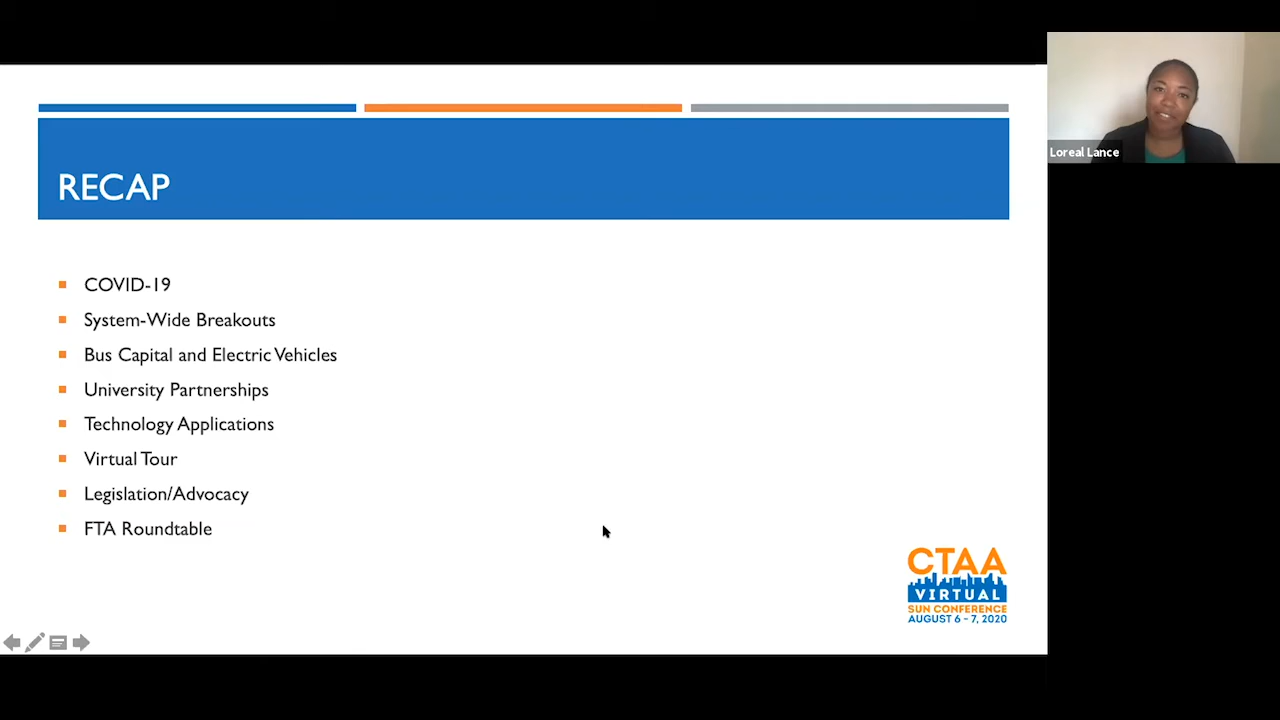 RECAP
COVID-19
System-Wide Breakouts
Bus Capital and Electric Vehicles
University Partnerships
Technology Applications
Virtual Tour
Legislation/Advocacy
FTA Roundtable
CTAA
VIRTUAL
SUN CONFERENCE
AUGUST 6 - 7, 2020
Loreal Lance